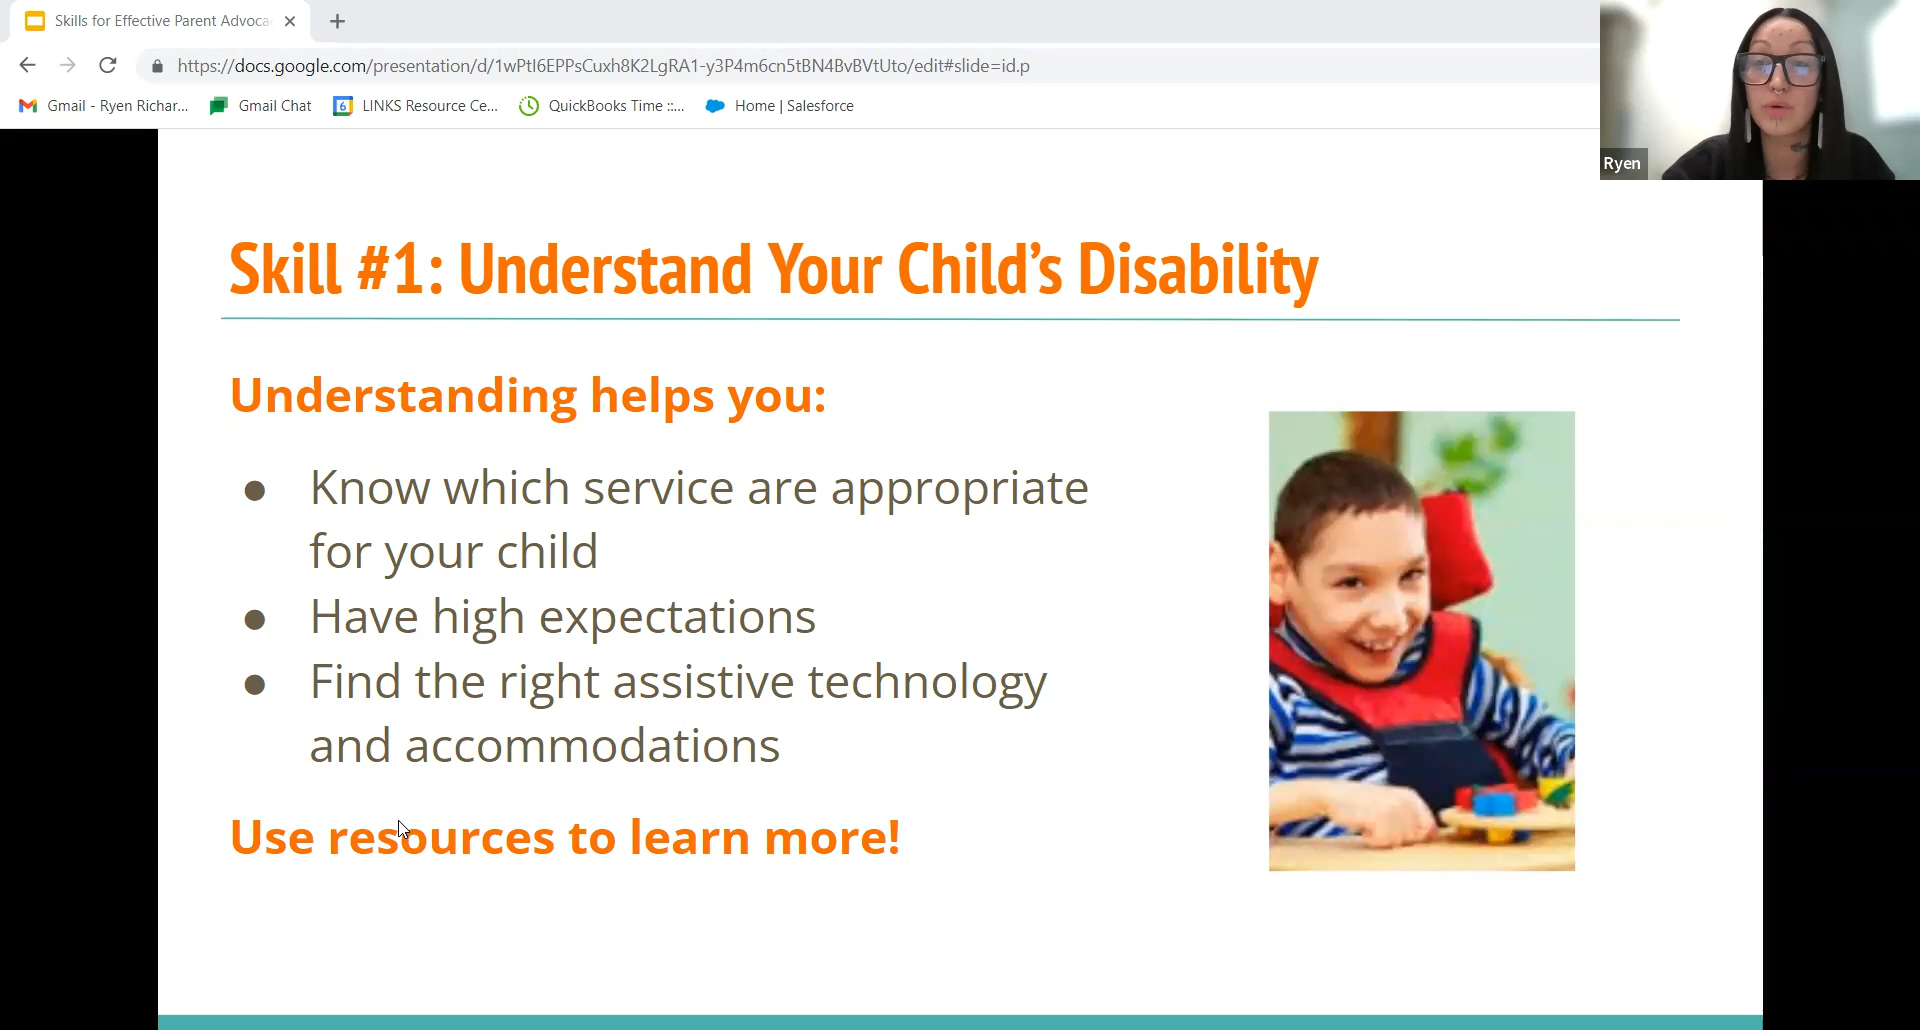 Skills for Effective Parent Advoca
https://docs.google.com/presentation/d/1wPtI6EPPsCuxh8K2LgRA1-y3P4m6cn5tBN4BvBVtUto/edit#slide=id.p
Gmail - Ryen Richar... Gmail Chat 6 LINKS Resource Ce... QuickBooks Time ::... Home | Salesforce
Ryen
Skill #1: Understand Your Child’s Disability
Understanding helps you:
● Know which service are appropriate
for your child
● Have high expectations
● Find the right assistive technology
and accommodations
Use resources to learn more!